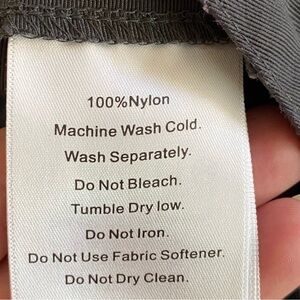 100%Nylon
Machine Wash Cold.
Wash Separately.
Do Not Bleach.
Tumble Dry low.
Do Not Iron.
Do Not Use Fabric Softener.
Do Not Dry Clean.